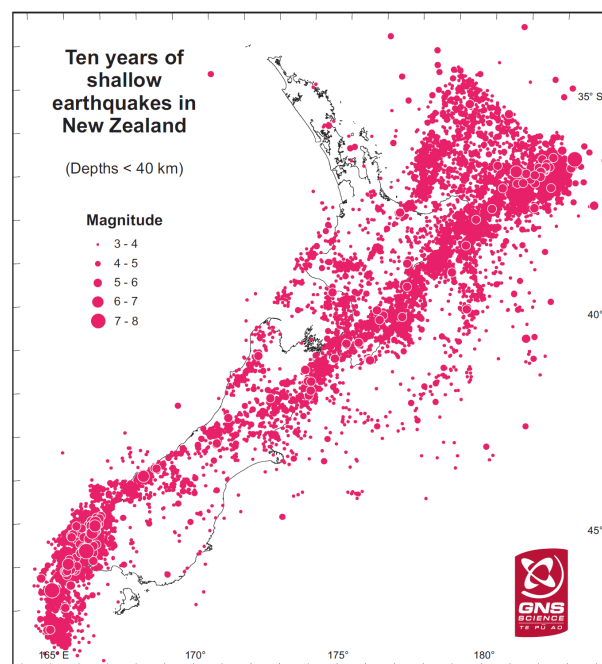 Ten years of
shallow
earthquakes in
New Zealand
(Depths < 40 km)
Magnitude
3 - 4
4 - 5
5 - 6
6 - 7
7 - 8
35° S
40°
45°
165° E
170°
175°
180°
GNS
SCIENCE
TE PŪ AO